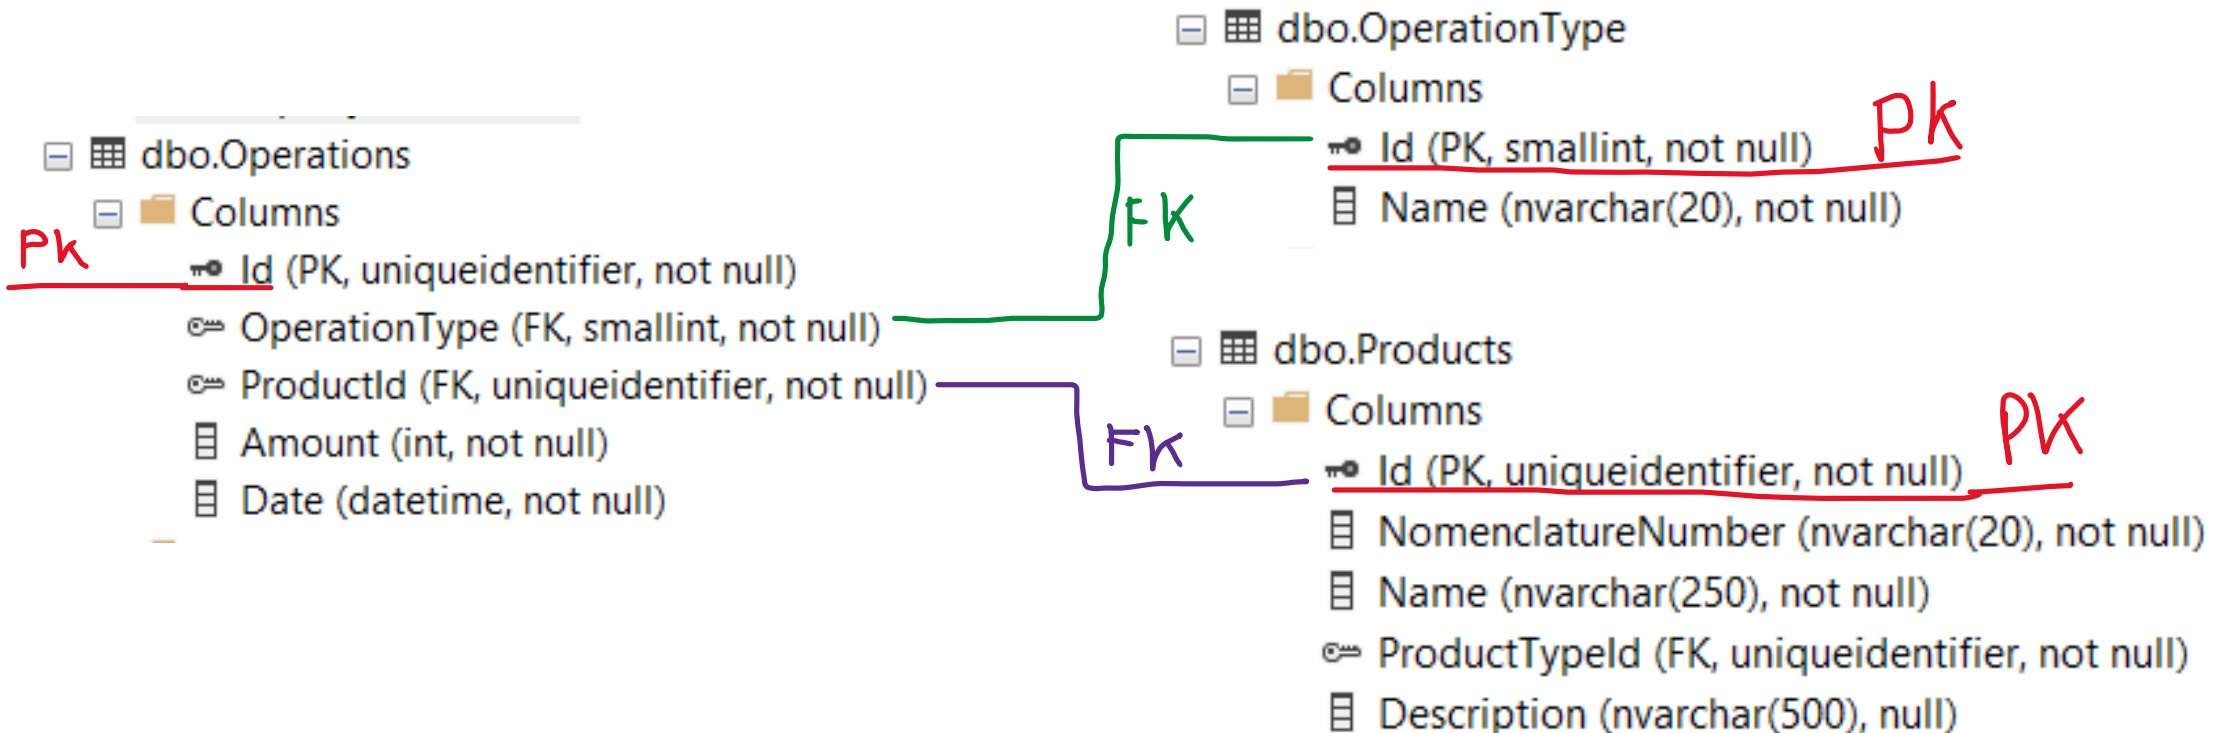 dbo.Operations
Columns
PK
Id (PK, uniqueidentifier, not null)
OperationType (FK, smallint, not null)
ProductId (FK, uniqueidentifier, not null)
Amount (int, not null)
Date (datetime, not null)
FK
FK
dbo.OperationType
Columns
Id (PK, smallint, not null)
PK
Name (nvarchar(20), not null)
dbo.Products
Columns
Id (PK, uniqueidentifier, not null)
PK
NomenclatureNumber (nvarchar(20), not null)
Name (nvarchar(250), not null)
ProductTypeId (FK, uniqueidentifier, not null)
Description (nvarchar(500), null)